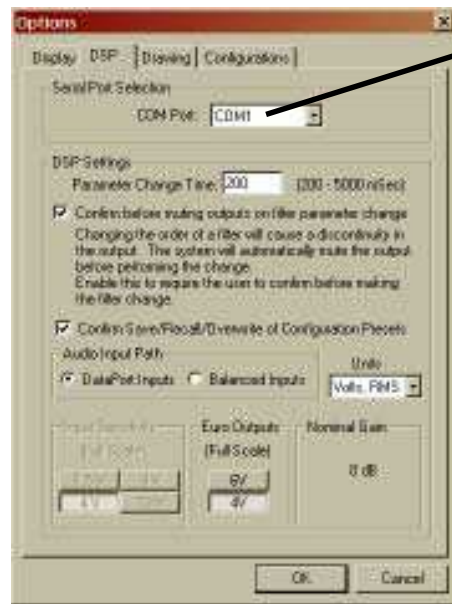 Options
Display DSP Drawing Configurations
Serial Port Selection
COM Port: COM1
DSP Settings
Parameter Change Time: 200 (200 - 5000 mSec)
Confirm before muting outputs on filter parameter change
Changing the order of a filter will cause a discontinuity in
the output. The system will automatically mute the output
before performing the change.
Enable this to require the user to confirm before making
the filter change.
Confirm Save/Recall/Overwrite of Configuration Presets
Audio Input Path
DataPort Inputs Balanced Inputs
Units
Volts, RMS
Euro Outputs
(Full Scale)
8V
4V
Nominal Gain
0 dB
OK Cancel